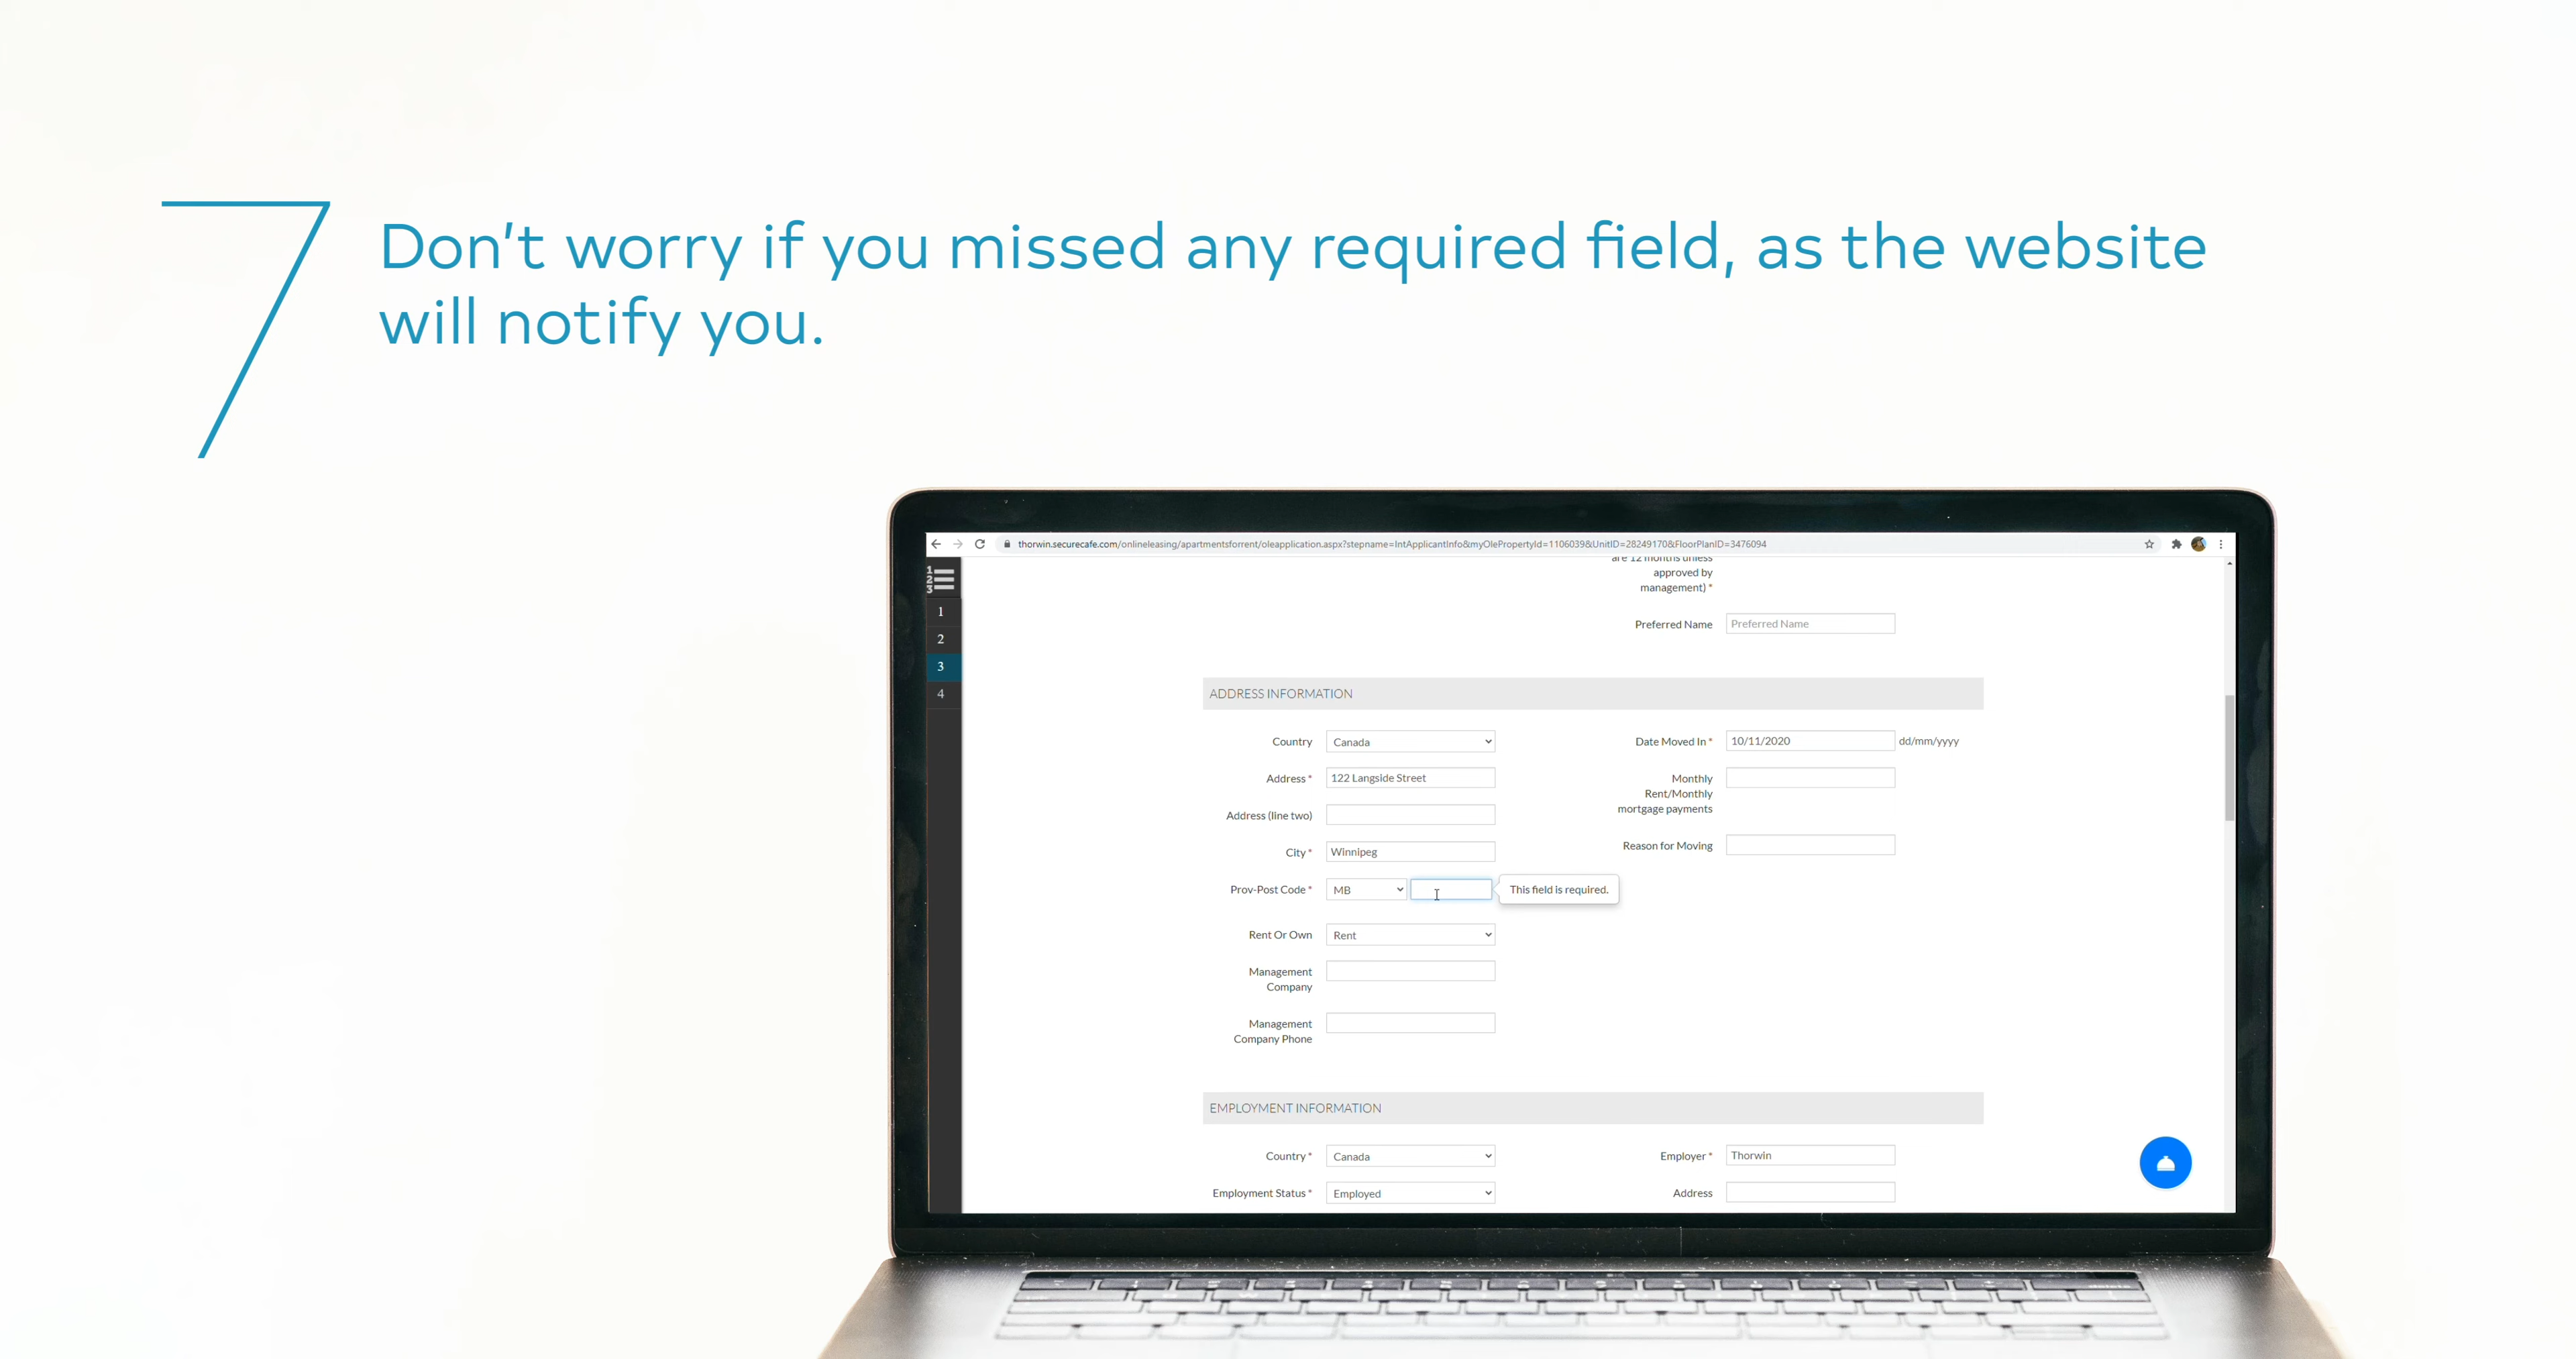 7
Don't worry if you missed any required field, as the website
will notify you.
thorwin.securecafe.com/onlineleasing/apartmentsforrent/oleapplication.aspx?stepname=IntApplicantInfo&myOlePropertyId=1106039&UnitID=28249170&FloorPlanID=3476094
1
2
3
4
are 12 months unless
approved by
management) *
Preferred Name Preferred Name
ADDRESS INFORMATION
Country Canada
Date Moved In * 10/11/2020 dd/mm/yyyy
Address * 122 Langside Street
Monthly
Rent/Monthly
mortgage payments
Address (line two)
City * Winnipeg
Reason for Moving
Prov-Post Code * MB This field is required.
Rent Or Own Rent
Management
Company
Management
Company Phone
EMPLOYMENT INFORMATION
Country * Canada
Employer * Thorwin
Employment Status * Employed
Address